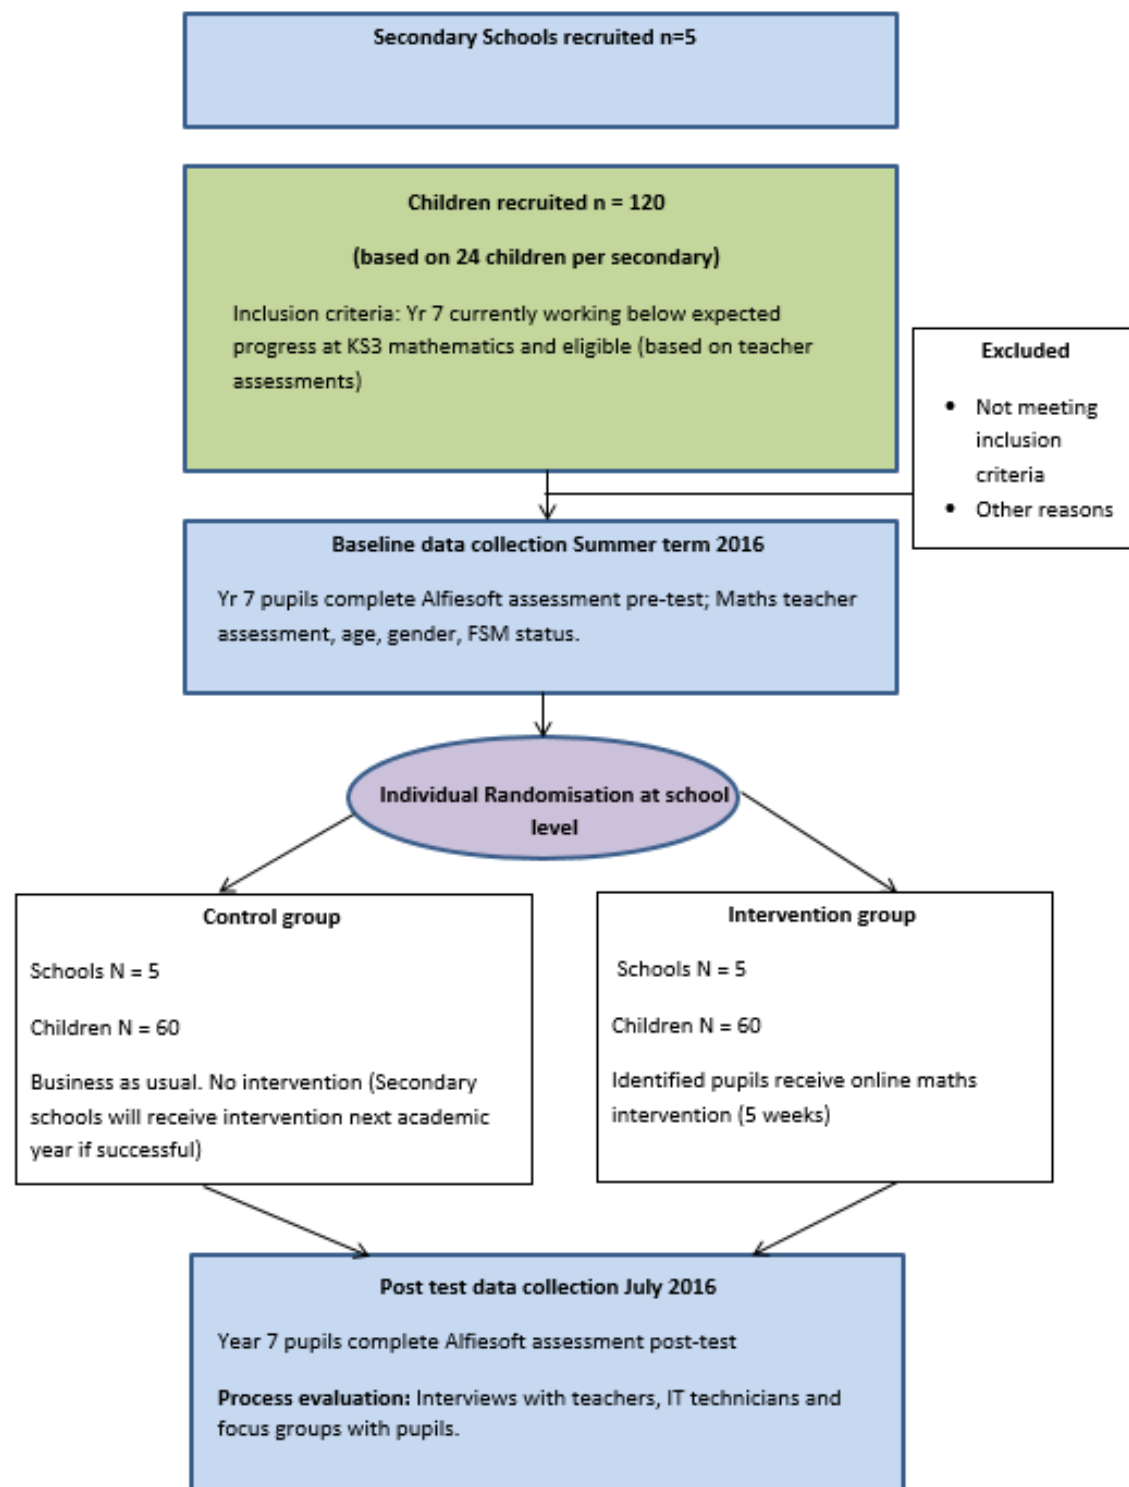 Secondary Schools recruited n=5
Children recruited n = 120
(based on 24 children per secondary)
Inclusion criteria: Yr 7 currently working below expected
progress at KS3 mathematics and eligible (based on teacher
assessments)
Excluded
• Not meeting
inclusion
criteria
• Other reasons
Baseline data collection Summer term 2016
Yr 7 pupils complete Alfiesoft assessment pre-test; Maths teacher
assessment, age, gender, FSM status.
Individual Randomisation at school
level
Control group
Schools N = 5
Children N = 60
Business as usual. No intervention (Secondary
schools will receive intervention next academic
year if successful)
Intervention group
Schools N = 5
Children N = 60
Identified pupils receive online maths
intervention (5 weeks)
Post test data collection July 2016
Year 7 pupils complete Alfiesoft assessment post-test
Process evaluation: Interviews with teachers, IT technicians and
focus groups with pupils.